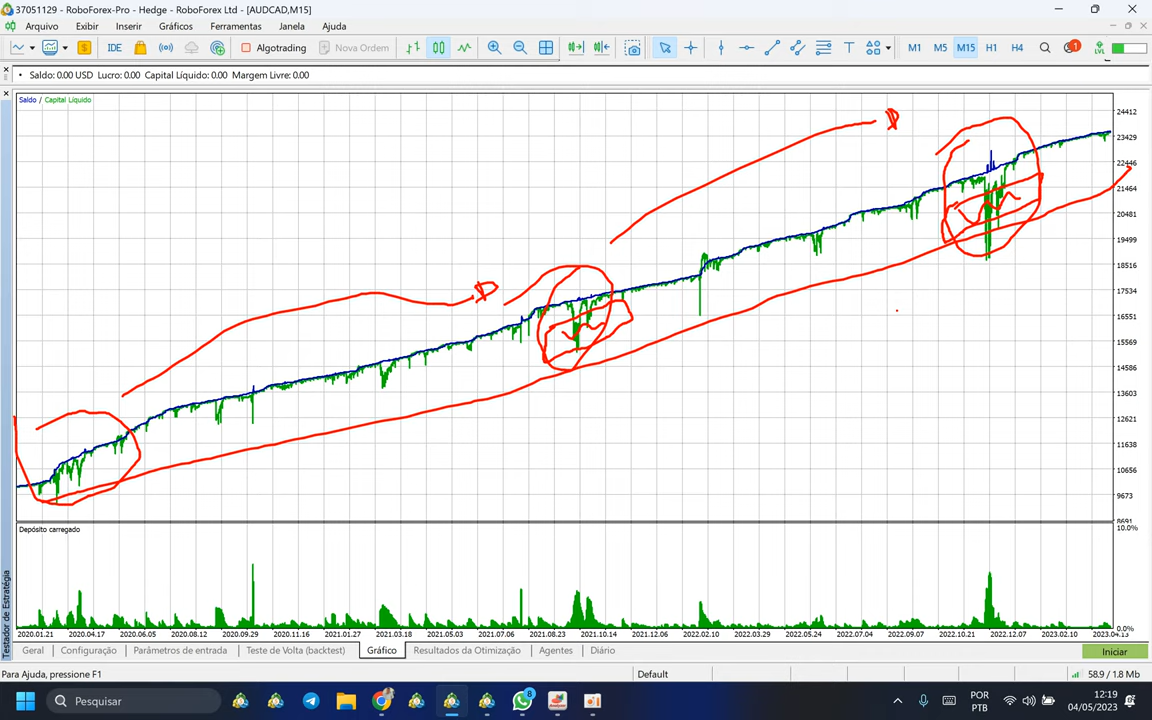 37051129 - RoboForex-Pro - Hedge - RoboForex Ltd - [AUDCAD,M15]
Arquivo Exibir Inserir Gráficos Ferramentas Janela Ajuda
IDE Algotrading Nova Ordem M1 M5 M15 H1 H4 1 LVL
• Saldo: 0.00 USD Lucro: 0.00 Capital Líquido: 0.00 Margem Livre: 0.00
Saldo / Capital Líquido
24412
23429
22446
21464
20481
19499
18516
17534
16551
15569
14586
13603
12621
11638
10656
9673
8691
Depósito carregado
10.0%
0.0%
2020.01.21 2020.04.17 2020.06.05 2020.08.12 2020.09.29 2020.11.16 2021.01.27 2021.03.18 2021.05.03 2021.07.06 2021.08.23 2021.10.14 2021.12.06 2022.02.10 2022.03.28 2022.05.24 2022.07.04 2022.09.07 2022.10.21 2022.12.07 2023.02.10 2023.04.13
Testador de Estratégia
Geral Configuração Parâmetros de entrada Teste de Volta (backtest) Gráfico Resultados da Otimização Agentes Diário Iniciar
Para Ajuda, pressione F1 Default 58.9 / 1.8 Mb
Pesquisar 8 POR 12:19
PTB 04/05/2023